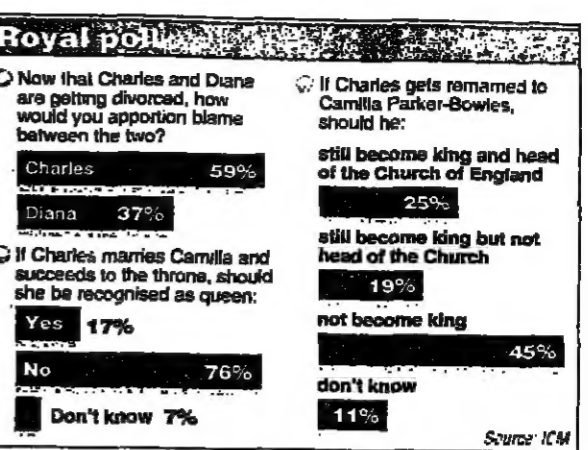 Royal poll
Now that Charles and Diana
are getting divorced, how
would you apportion blame
between the two?
Charles 59%
Diana 37%
If Charles marries Camilla and
succeeds to the throne, should
she be recognised as queen:
Yes 17%
No 76%
Don't know 7%
If Charles gets remarried to
Camilla Parker-Bowles,
should he:
still become king and head
of the Church of England
25%
still become king but not
head of the Church
19%
not become king
45%
don't know
11%
Source: ICM